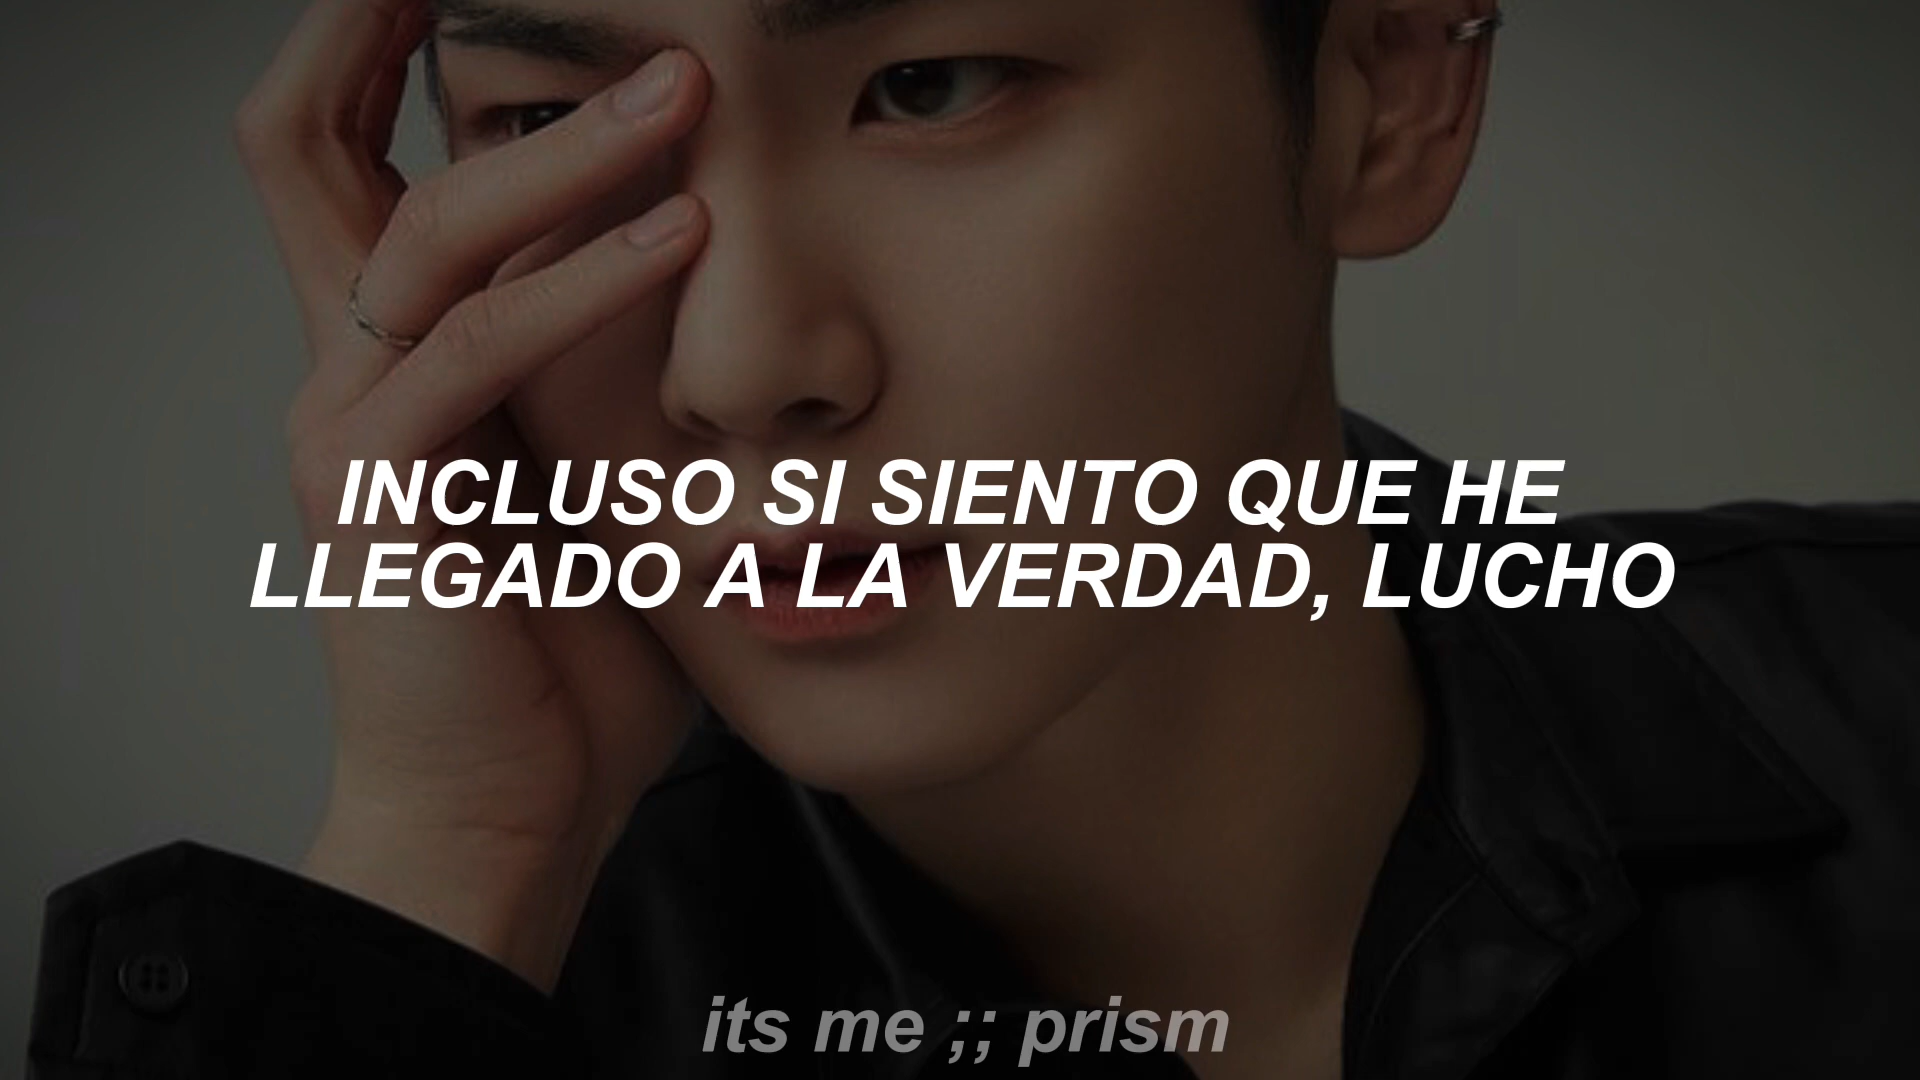 INCLUSO SI SIENTO QUE HE
LLEGADO A LA VERDAD, LUCHO
its me ;; prism